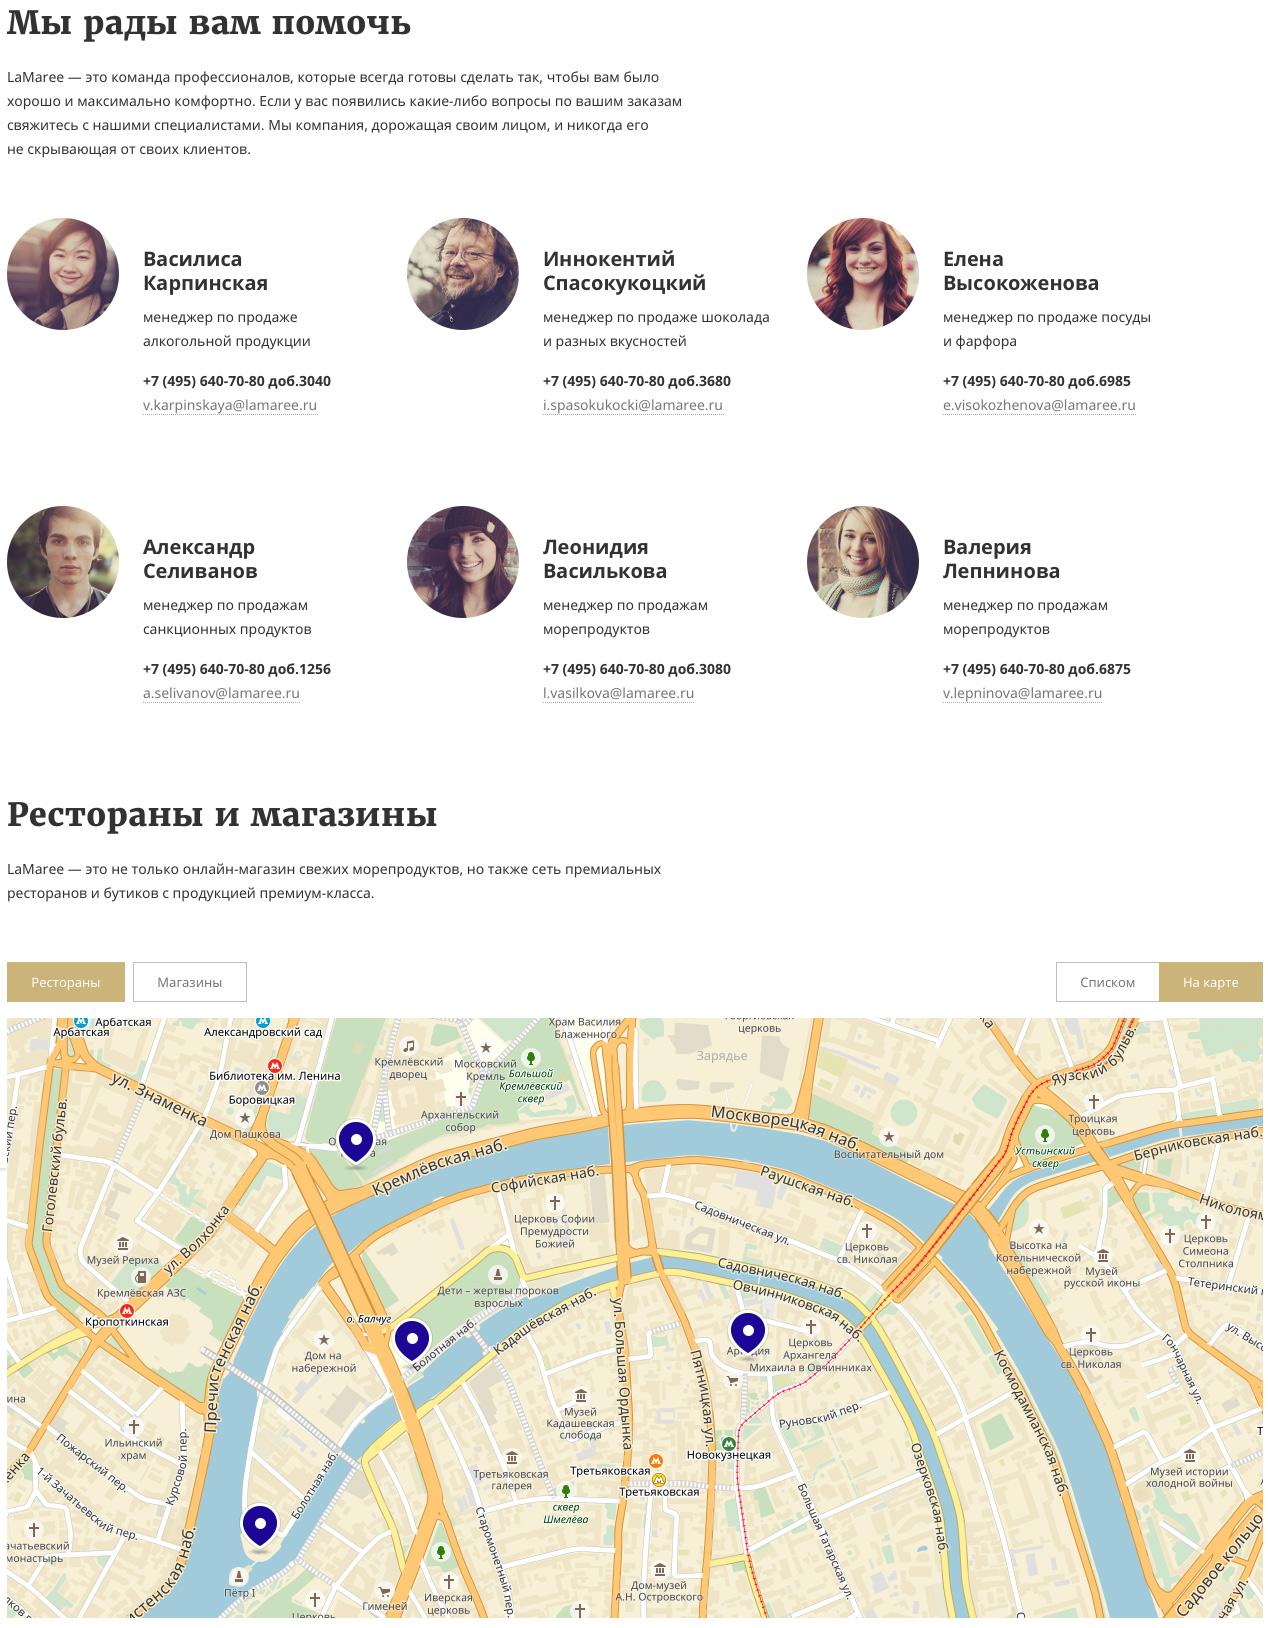 Мы рады вам помочь
LaMaree — это команда профессионалов, которые всегда готовы сделать так, чтобы вам было
хорошо и максимально комфортно. Если у вас появились какие-либо вопросы по вашим заказам
свяжитесь с нашими специалистами. Мы компания, дорожащая своим лицом, и никогда его
не скрывающая от своих клиентов.
Василиса
Карпинская
менеджер по продаже
алкогольной продукции
+7 (495) 640-70-80 доб.3040
v.karpinskaya@lamaree.ru
Иннокентий
Спасокукоцкий
менеджер по продаже шоколада
и разных вкусностей
+7 (495) 640-70-80 доб.3680
i.spasokukocki@lamaree.ru
Елена
Высокоженова
менеджер по продаже посуды
и фарфора
+7 (495) 640-70-80 доб.6985
e.visokozhenova@lamaree.ru
Александр
Селиванов
менеджер по продажам
санкционных продуктов
+7 (495) 640-70-80 доб.1256
a.selivanov@lamaree.ru
Леонидия
Василькова
менеджер по продажам
морепродуктов
+7 (495) 640-70-80 доб.3080
l.vasilkova@lamaree.ru
Валерия
Лепнинова
менеджер по продажам
морепродуктов
+7 (495) 640-70-80 доб.6875
v.lepninova@lamaree.ru
Рестораны и магазины
LaMaree — это не только онлайн-магазин свежих морепродуктов, но также сеть премиальных
ресторанов и бутиков с продукцией премиум-класса.
Рестораны
Магазины
Списком
На карте
Арбатская
Арбатская
Александровский сад
Храм Василия
Блаженного
церковь
Зарядье
Кремлёвский
дворец
Московский
Кремль
Большой
Кремлёвский
сквер
Библиотека им. Ленина
Боровицкая
ул. Знаменка
Дом Пашкова
Архангельский
собор
Москворецкая наб.
Воспитательный дом
Яузский бульв.
Троицкая
церковь
Устьинский
сквер
Берниковская наб.
Гоголевский бульв.
Кремлёвская наб.
Софийская наб.
Раушская наб.
Садовническая ул.
Церковь Софии
Премудрости
Божией
Церковь
св. Николая
Высотка на
Котельнической
набережной
Музей
русской иконы
Церковь
Симеона
Столпника
Музей Рериха
ул. Волхонка
Кремлёвская АЗС
Кропоткинская
Дети – жертвы пороков
взрослых
Садовническая наб.
Овчинниковская наб.
о. Балчуг
Болотная наб.
Кадашёвская наб.
Дом на
набережной
Пречистенская наб.
ул. Большая Ордынка
Пятницкая ул.
Церковь
Архангела
Михаила в Овчинниках
Церковь
св. Николая
Гончарная ул.
Космодамианская наб.
Музей
Кадашевская
слобода
Руновский пер.
Новокузнецкая
Ильинский
храм
Пожарский пер.
1-й Зачатьевский пер.
Курсовой пер.
Болотная наб.
Третьяковская
галерея
Третьяковская
Третьяковская
сквер
Шмелёва
Озерковская наб.
Большая Татарская ул.
Музей истории
холодной войны
Старомонетный пер.
монастырь
Пётр I
Гименей
Иверская
церковь
Дом-музей
А.Н. Островского
Садовое кольцо